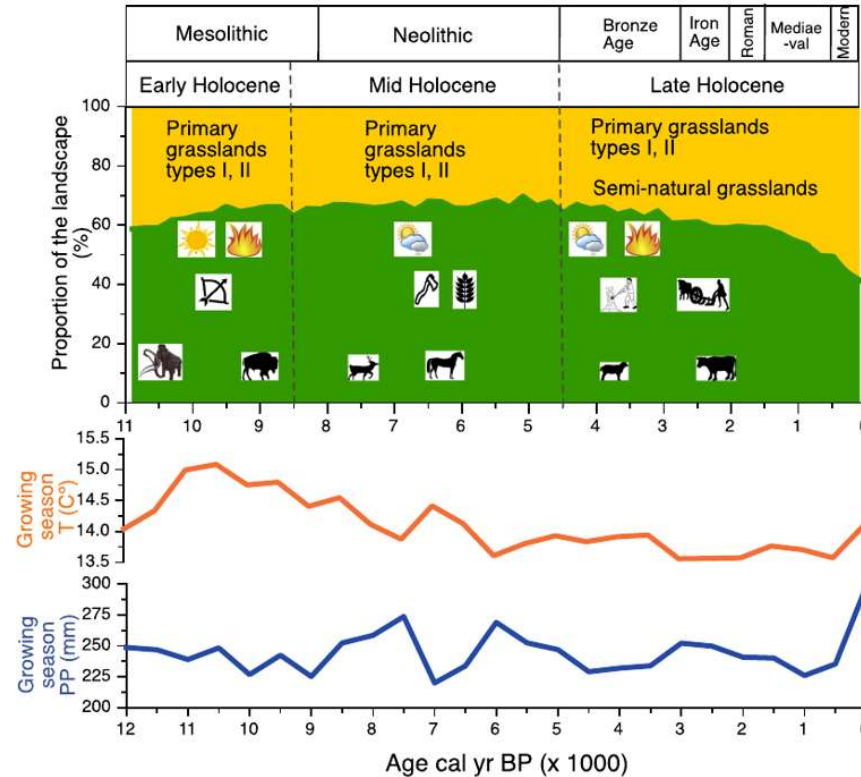 Mesolithic
Neolithic
Bronze
Age
Iron
Age
Roman
Mediae
-val
Modern
Early Holocene
Mid Holocene
Late Holocene
Proportion of the landscape
(%)
100
80
60
40
20
0
Primary
grasslands
types I, II
Primary
grasslands
types I, II
Primary grasslands
types I, II
Semi-natural grasslands
11 10 9 8 7 6 5 4 3 2 1
Growing
season
T (C°)
15.5
15.0
14.5
14.0
13.5
Growing
season
PP (mm)
300
275
250
225
200
12 11 10 9 8 7 6 5 4 3 2 1
Age cal yr BP (x 1000)